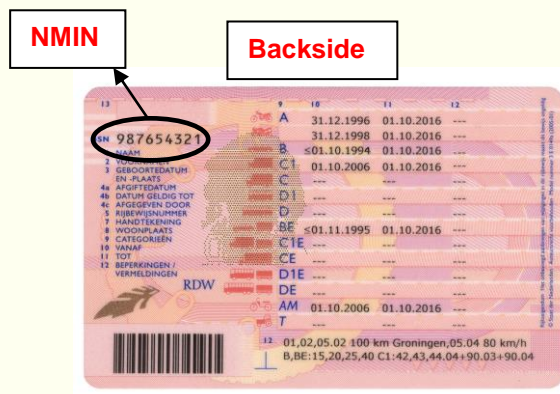 NMIN
Backside
13
SN 987654321
NAAM
2
3 GEBOORTEDATUM
EN -PLAATS
4a AFGIFTEDATUM
4b DATUM GELDIG TOT
4c AFGEGEVEN DOOR
5 RIJBEWIJSNUMMER
7 HANDTEKENING
8 WOONPLAATS
9 CATEGORIEËN
10 VANAF
11 TOT
12 BEPERKINGEN /
VERMELDINGEN
RDW
9 10 11 12
A 31.12.1996 01.10.2016 ---
31.12.1998 01.10.2016 ---
B ≤01.10.1994 01.10.2016 ---
C1 01.10.2006 01.10.2016 ---
C --- --- ---
D1 --- --- ---
D --- --- ---
BE ≤01.11.1995 01.10.2016 ---
C1E --- --- ---
CE --- --- ---
D1E --- --- ---
DE --- --- ---
AM 01.10.2006 01.10.2016 ---
T --- --- ---
12 01,02,05.02 100 km Groningen,05.04 80 km/h
B,BE:15,20,25,40 C1:42,43,44.04+90.03+90.04